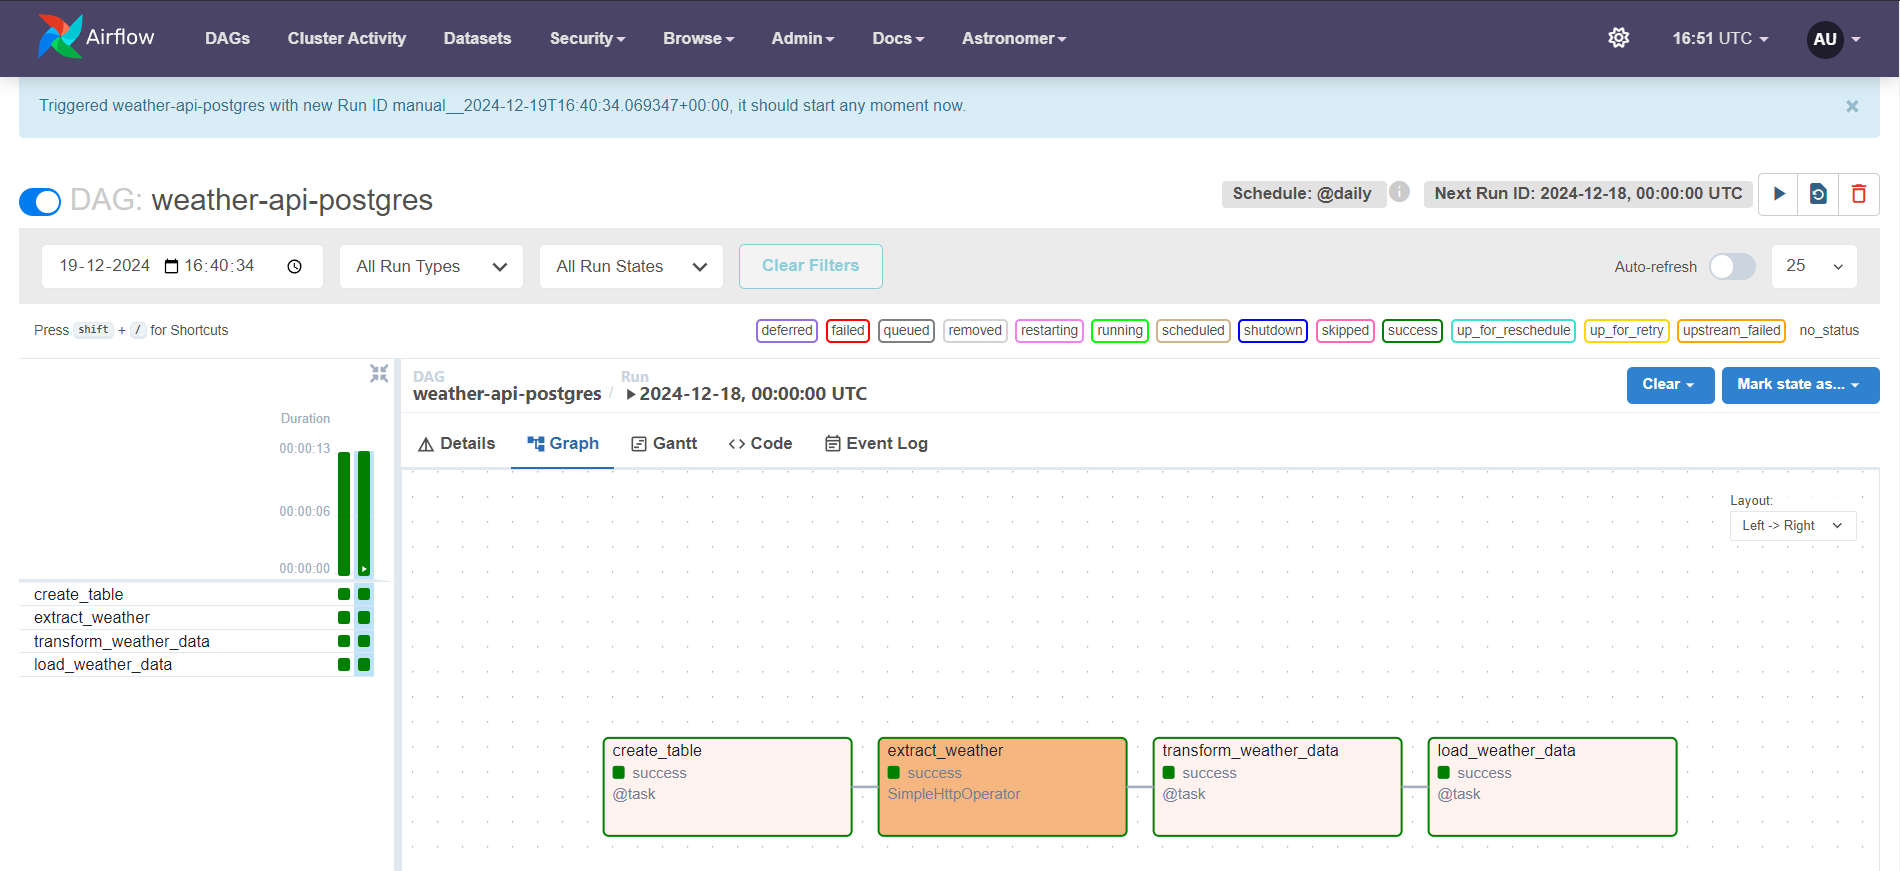 Airflow DAGs Cluster Activity Datasets Security Browse Admin Docs Astronomer 16:51 UTC AU
Triggered weather-api-postgres with new Run ID manual__2024-12-19T16:40:34.069347+00:00, it should start any moment now. ×
DAG: weather-api-postgres Schedule: @daily i Next Run ID: 2024-12-18, 00:00:00 UTC
19-12-2024 16:40:34 All Run Types All Run States Clear Filters Auto-refresh 25
Press shift + / for Shortcuts deferred failed queued removed restarting running scheduled shutdown skipped success up_for_reschedule up_for_retry upstream_failed no_status
DAG Run
weather-api-postgres / 2024-12-18, 00:00:00 UTC Clear Mark state as...
Details Graph Gantt Code Event Log
Duration
00:00:13
00:00:06
00:00:00
create_table
extract_weather
transform_weather_data
load_weather_data
Layout:
Left -> Right
create_table
success
@task
extract_weather
success
SimpleHttpOperator
transform_weather_data
success
@task
load_weather_data
success
@task